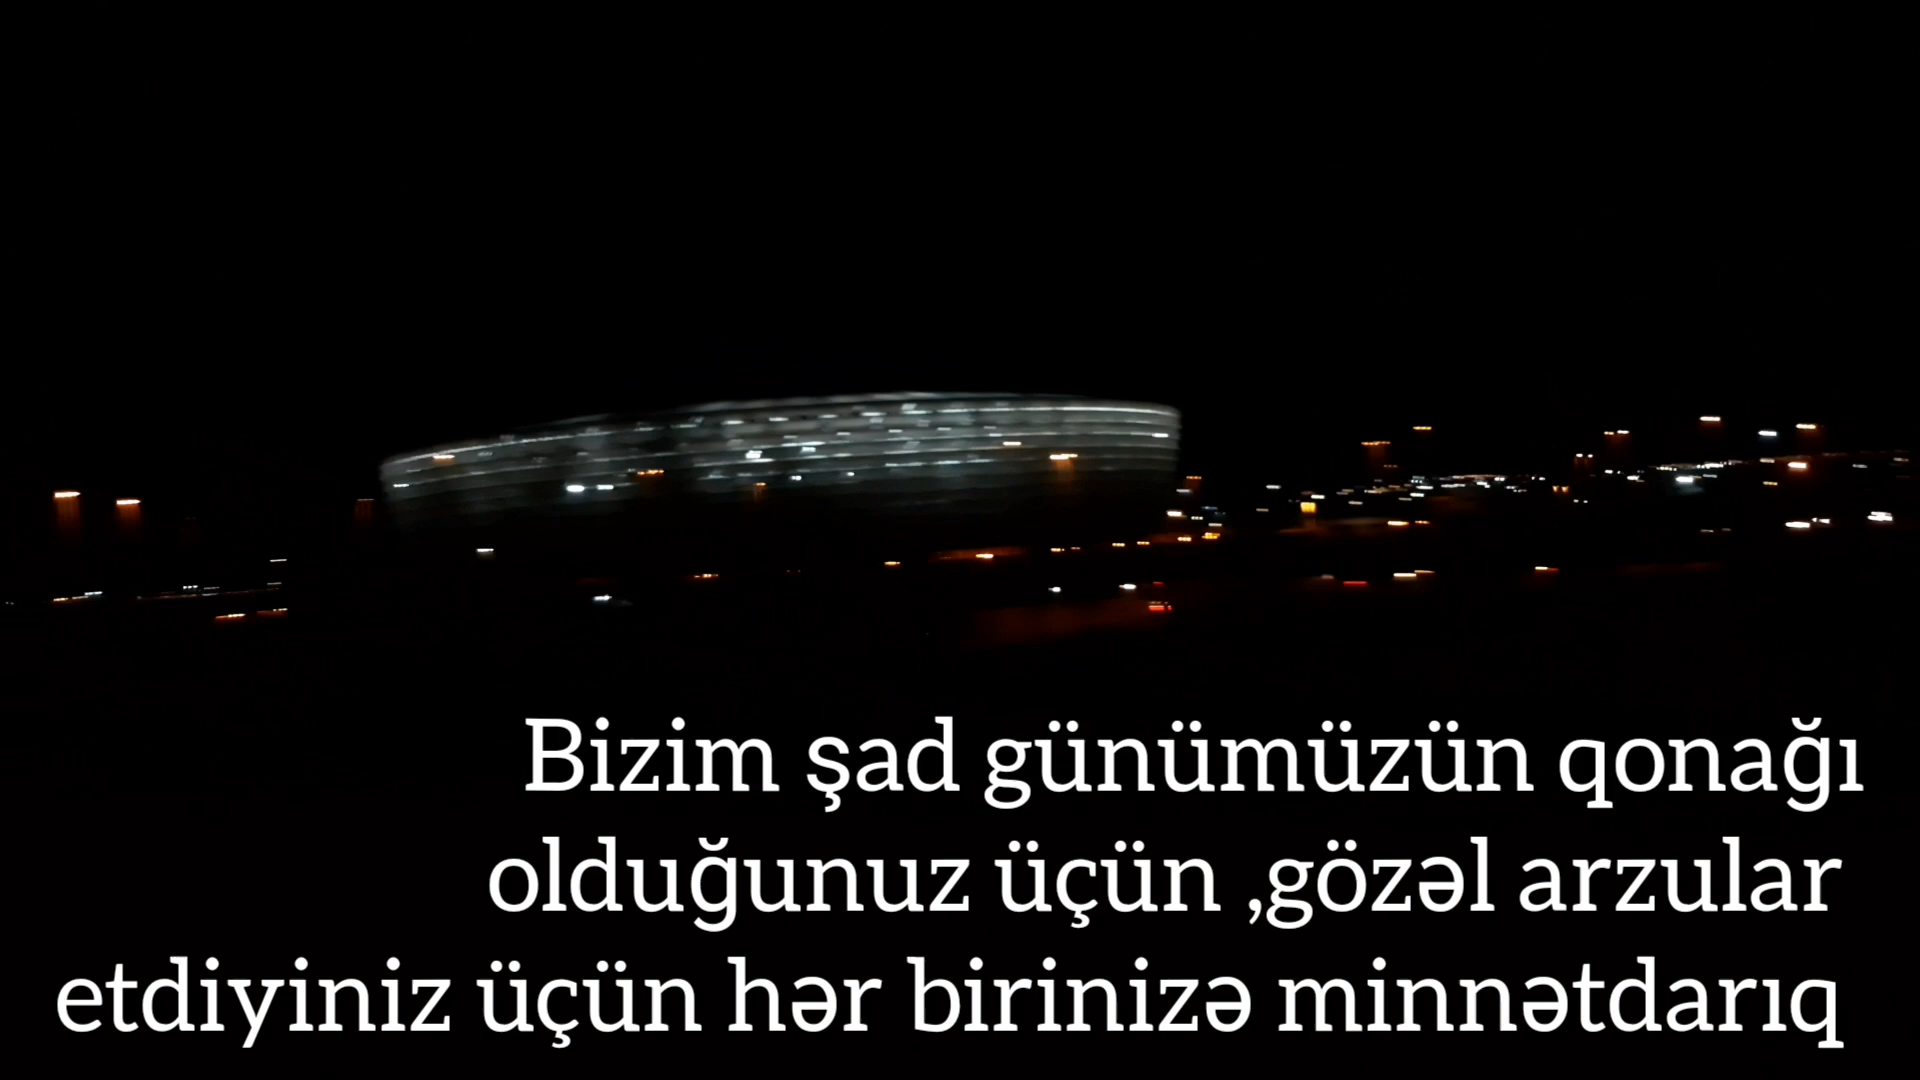 Bizim şad günümüzün qonağı
olduğunuz üçün ,gözəl arzular
etdiyiniz üçün hər birinizə minnətdarıq